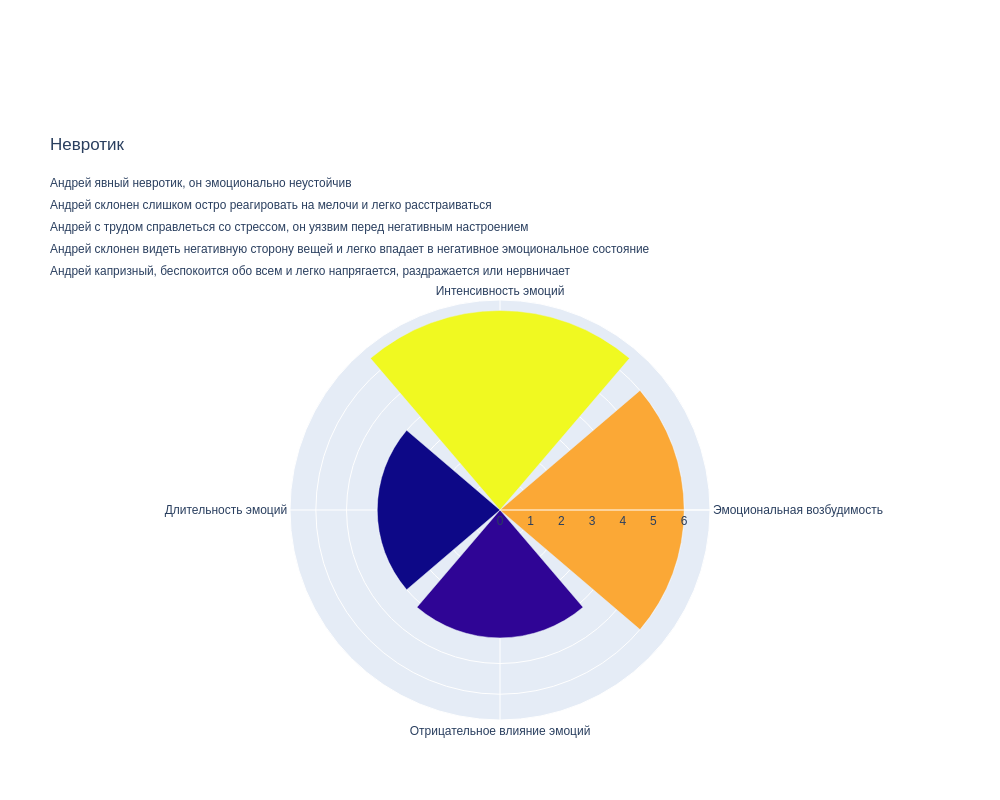 Невротик
Андрей явный невротик, он эмоционально неустойчив
Андрей склонен слишком остро реагировать на мелочи и легко расстраиваться
Андрей с трудом справлеться со стрессом, он уязвим перед негативным настроением
Андрей склонен видеть негативную сторону вещей и легко впадает в негативное эмоциональное состояние
Андрей капризный, беспокоится обо всем и легко напрягается, раздражается или нервничает
Интенсивность эмоций
Длительность эмоций
Эмоциональная возбудимость
0 1 2 3 4 5 6
Отрицательное влияние эмоций